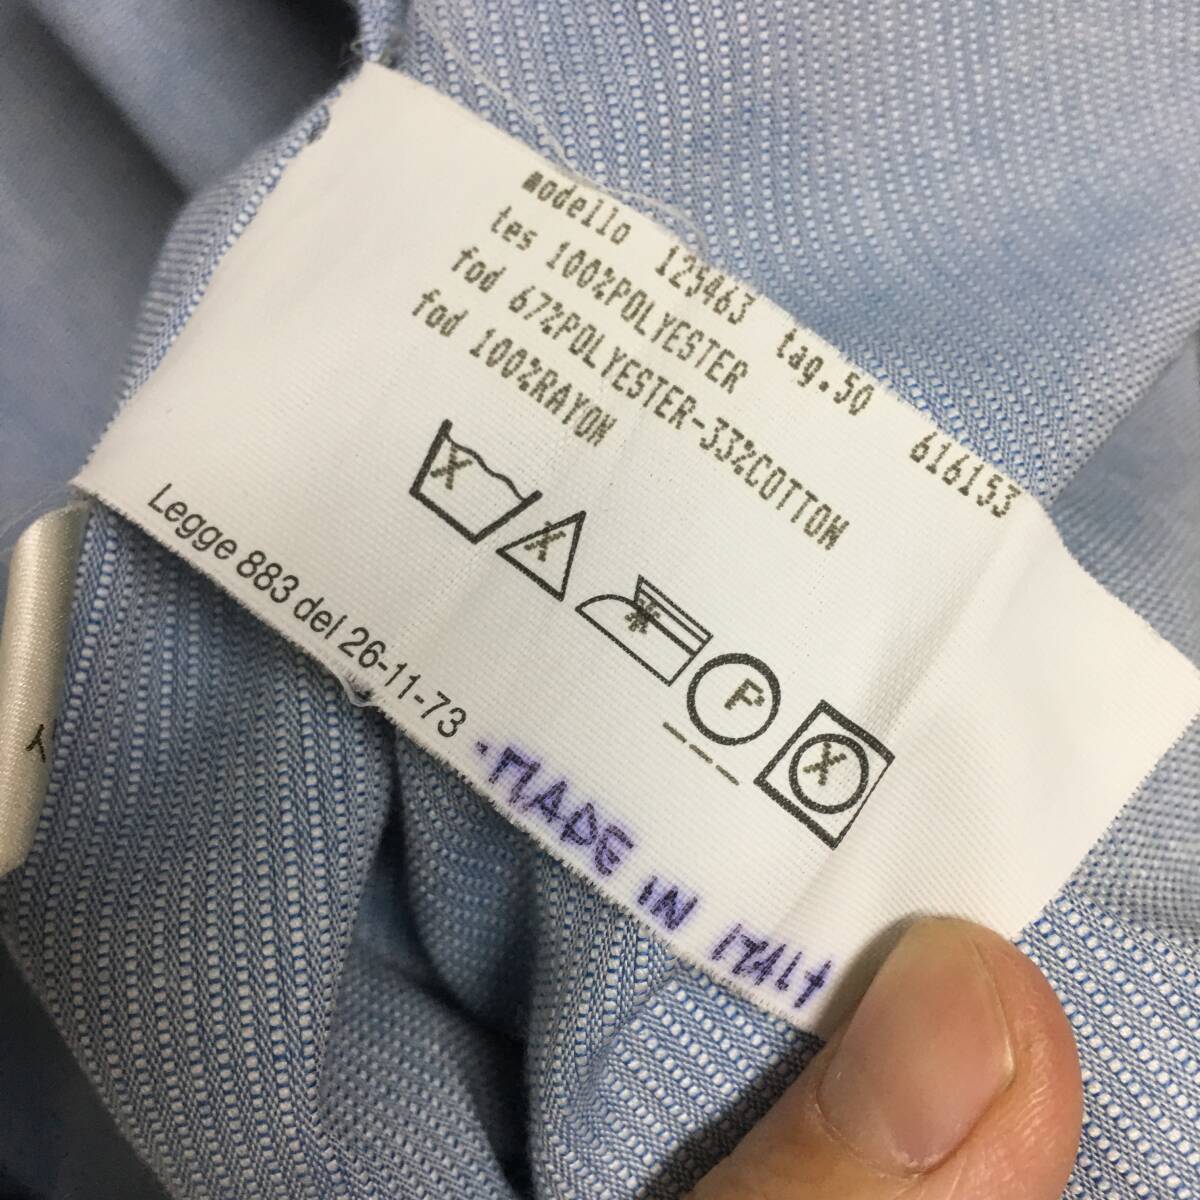 modello 125463 tag.50 616153
tes 100%POLYESTER
fod 67%POLYESTER-33%COTTON
fod 100%RAYON
X X P X
Legge 883 del 26-11-73 -MADE IN ITALY